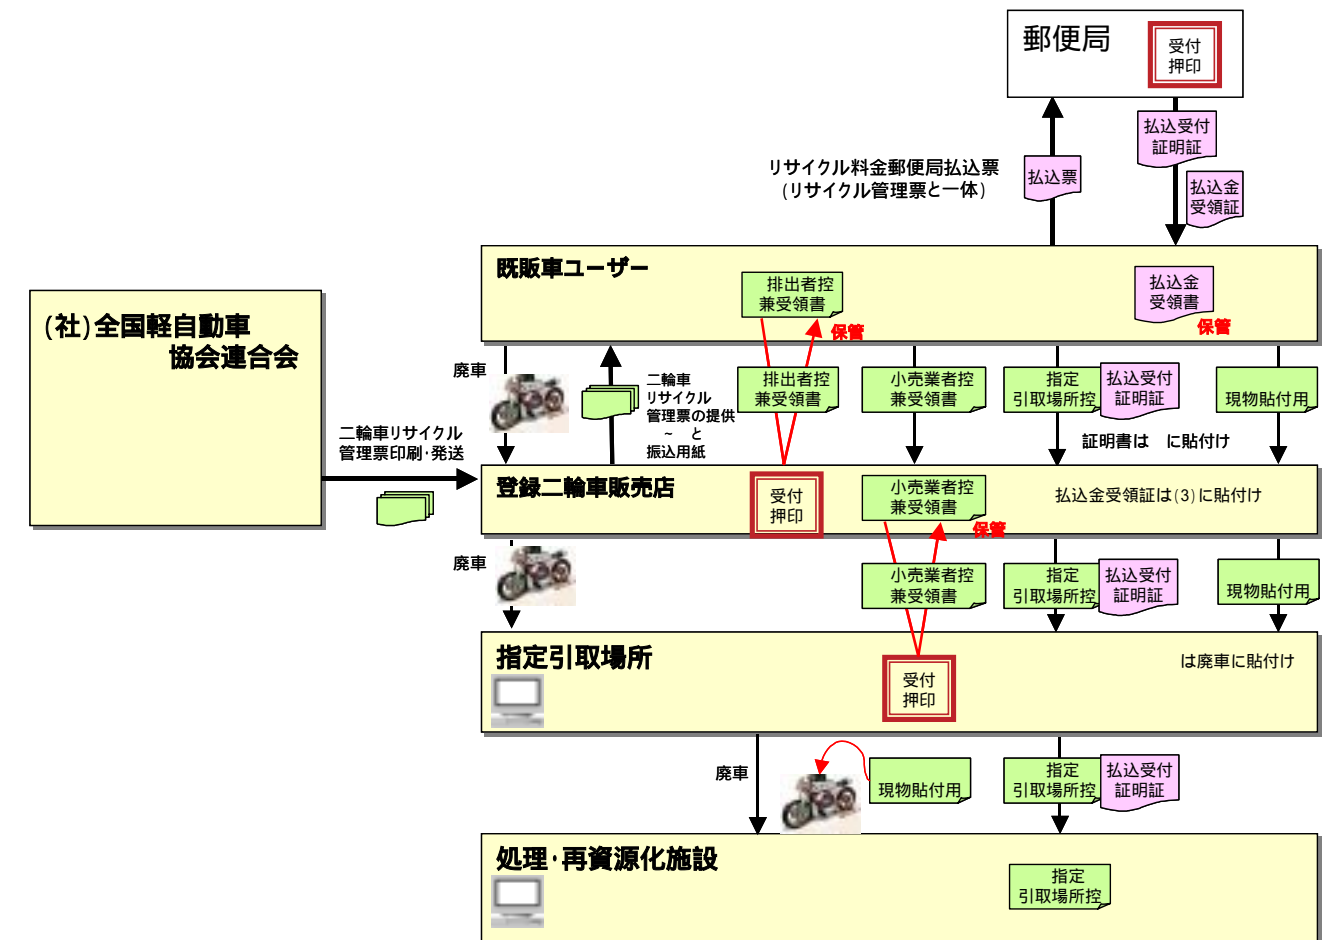 郵便局
受付
押印
払込受付
証明証
払込金
受領証
払込票
リサイクル料金郵便局払込票
(リサイクル管理票と一体)
既販車ユーザー
排出者控
兼受領書
保管
払込金
受領書
保管
(社)全国軽自動車
協会連合会
二輪車リサイクル
管理票印刷・発送
廃車
二輪車
リサイクル
管理票の提供
~ と
振込用紙
排出者控
兼受領書
小売業者控
兼受領書
指定
引取場所控
払込受付
証明証
現物貼付用
証明書は に貼付け
登録二輪車販売店
受付
押印
小売業者控
兼受領書
保管
払込金受領証は(3)に貼付け
廃車
小売業者控
兼受領書
指定
引取場所控
払込受付
証明証
現物貼付用
指定引取場所
受付
押印
は廃車に貼付け
廃車
現物貼付用
指定
引取場所控
払込受付
証明証
処理・再資源化施設
指定
引取場所控